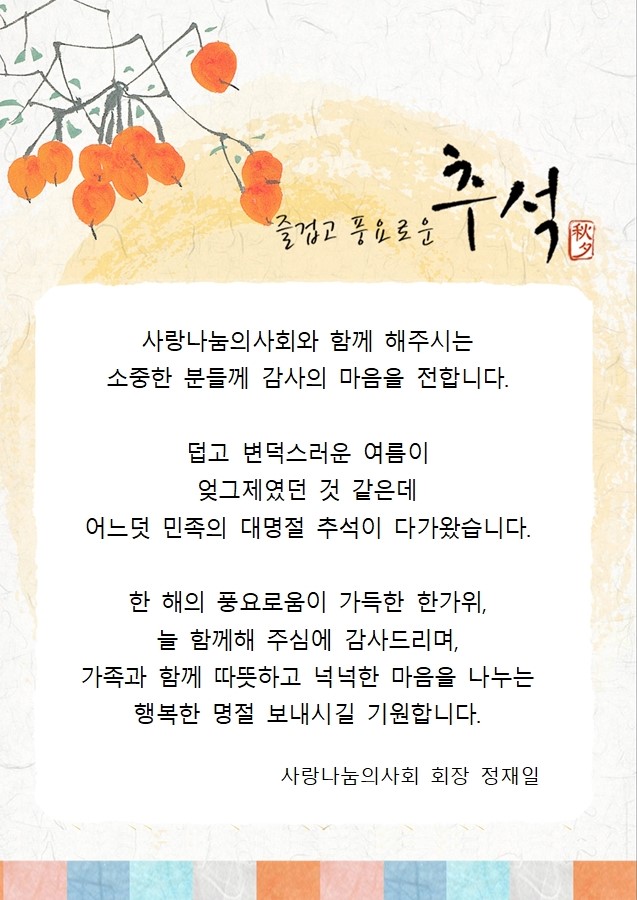 즐겁고 풍요로운 추석
秋夕
사랑나눔의사회와 함께 해주시는
소중한 분들께 감사의 마음을 전합니다.
덥고 변덕스러운 여름이
엊그제였던 것 같은데
어느덧 민족의 대명절 추석이 다가왔습니다.
한 해의 풍요로움이 가득한 한가위,
늘 함께해 주심에 감사드리며,
가족과 함께 따뜻하고 넉넉한 마음을 나누는
행복한 명절 보내시길 기원합니다.
사랑나눔의사회 회장 정재일